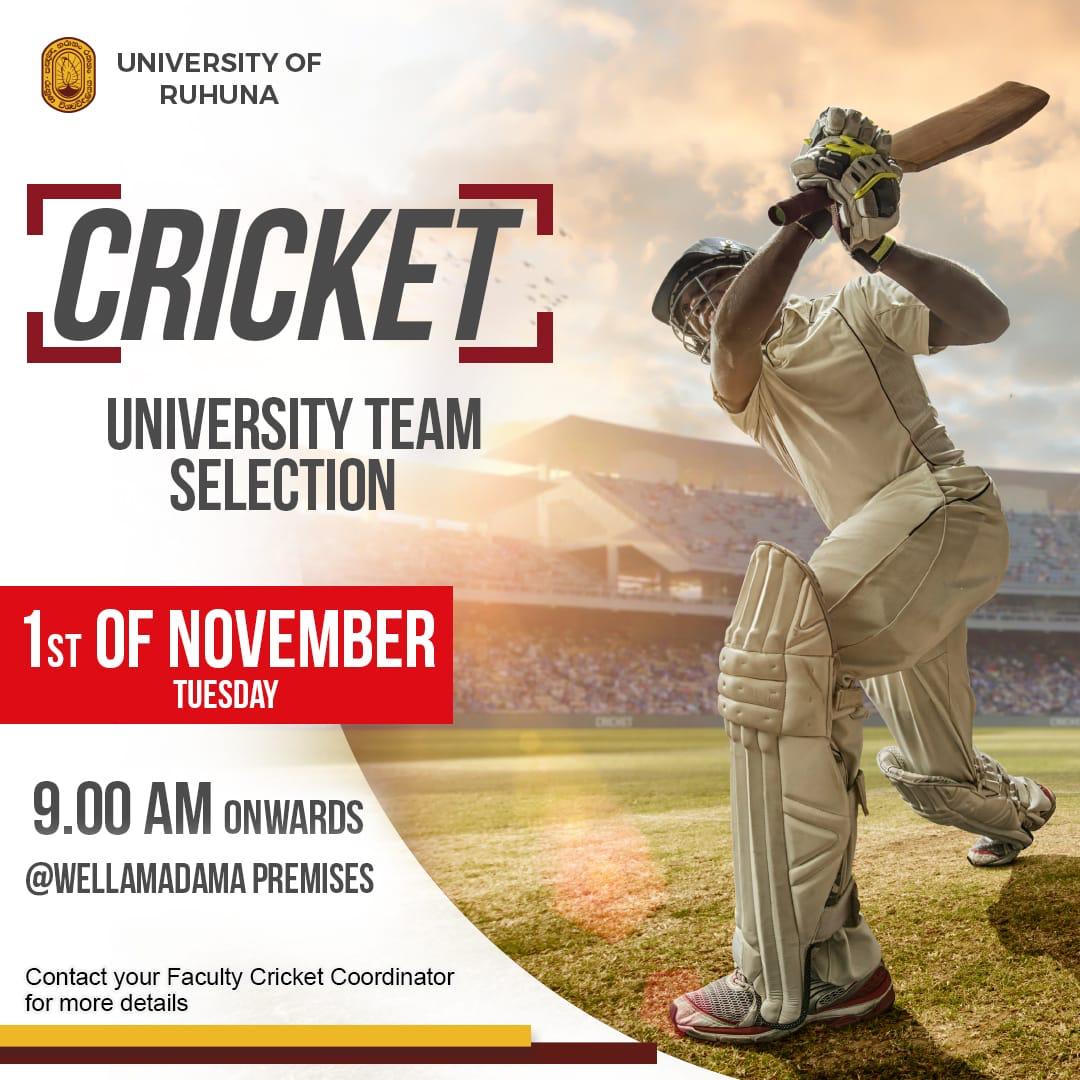 UNIVERSITY OF
RUHUNA
CRICKET
UNIVERSITY TEAM
SELECTION
1ST OF NOVEMBER
TUESDAY
9.00 AM ONWARDS
@WELLAMADAMA PREMISES
Contact your Faculty Cricket Coordinator
for more details
CRICKET